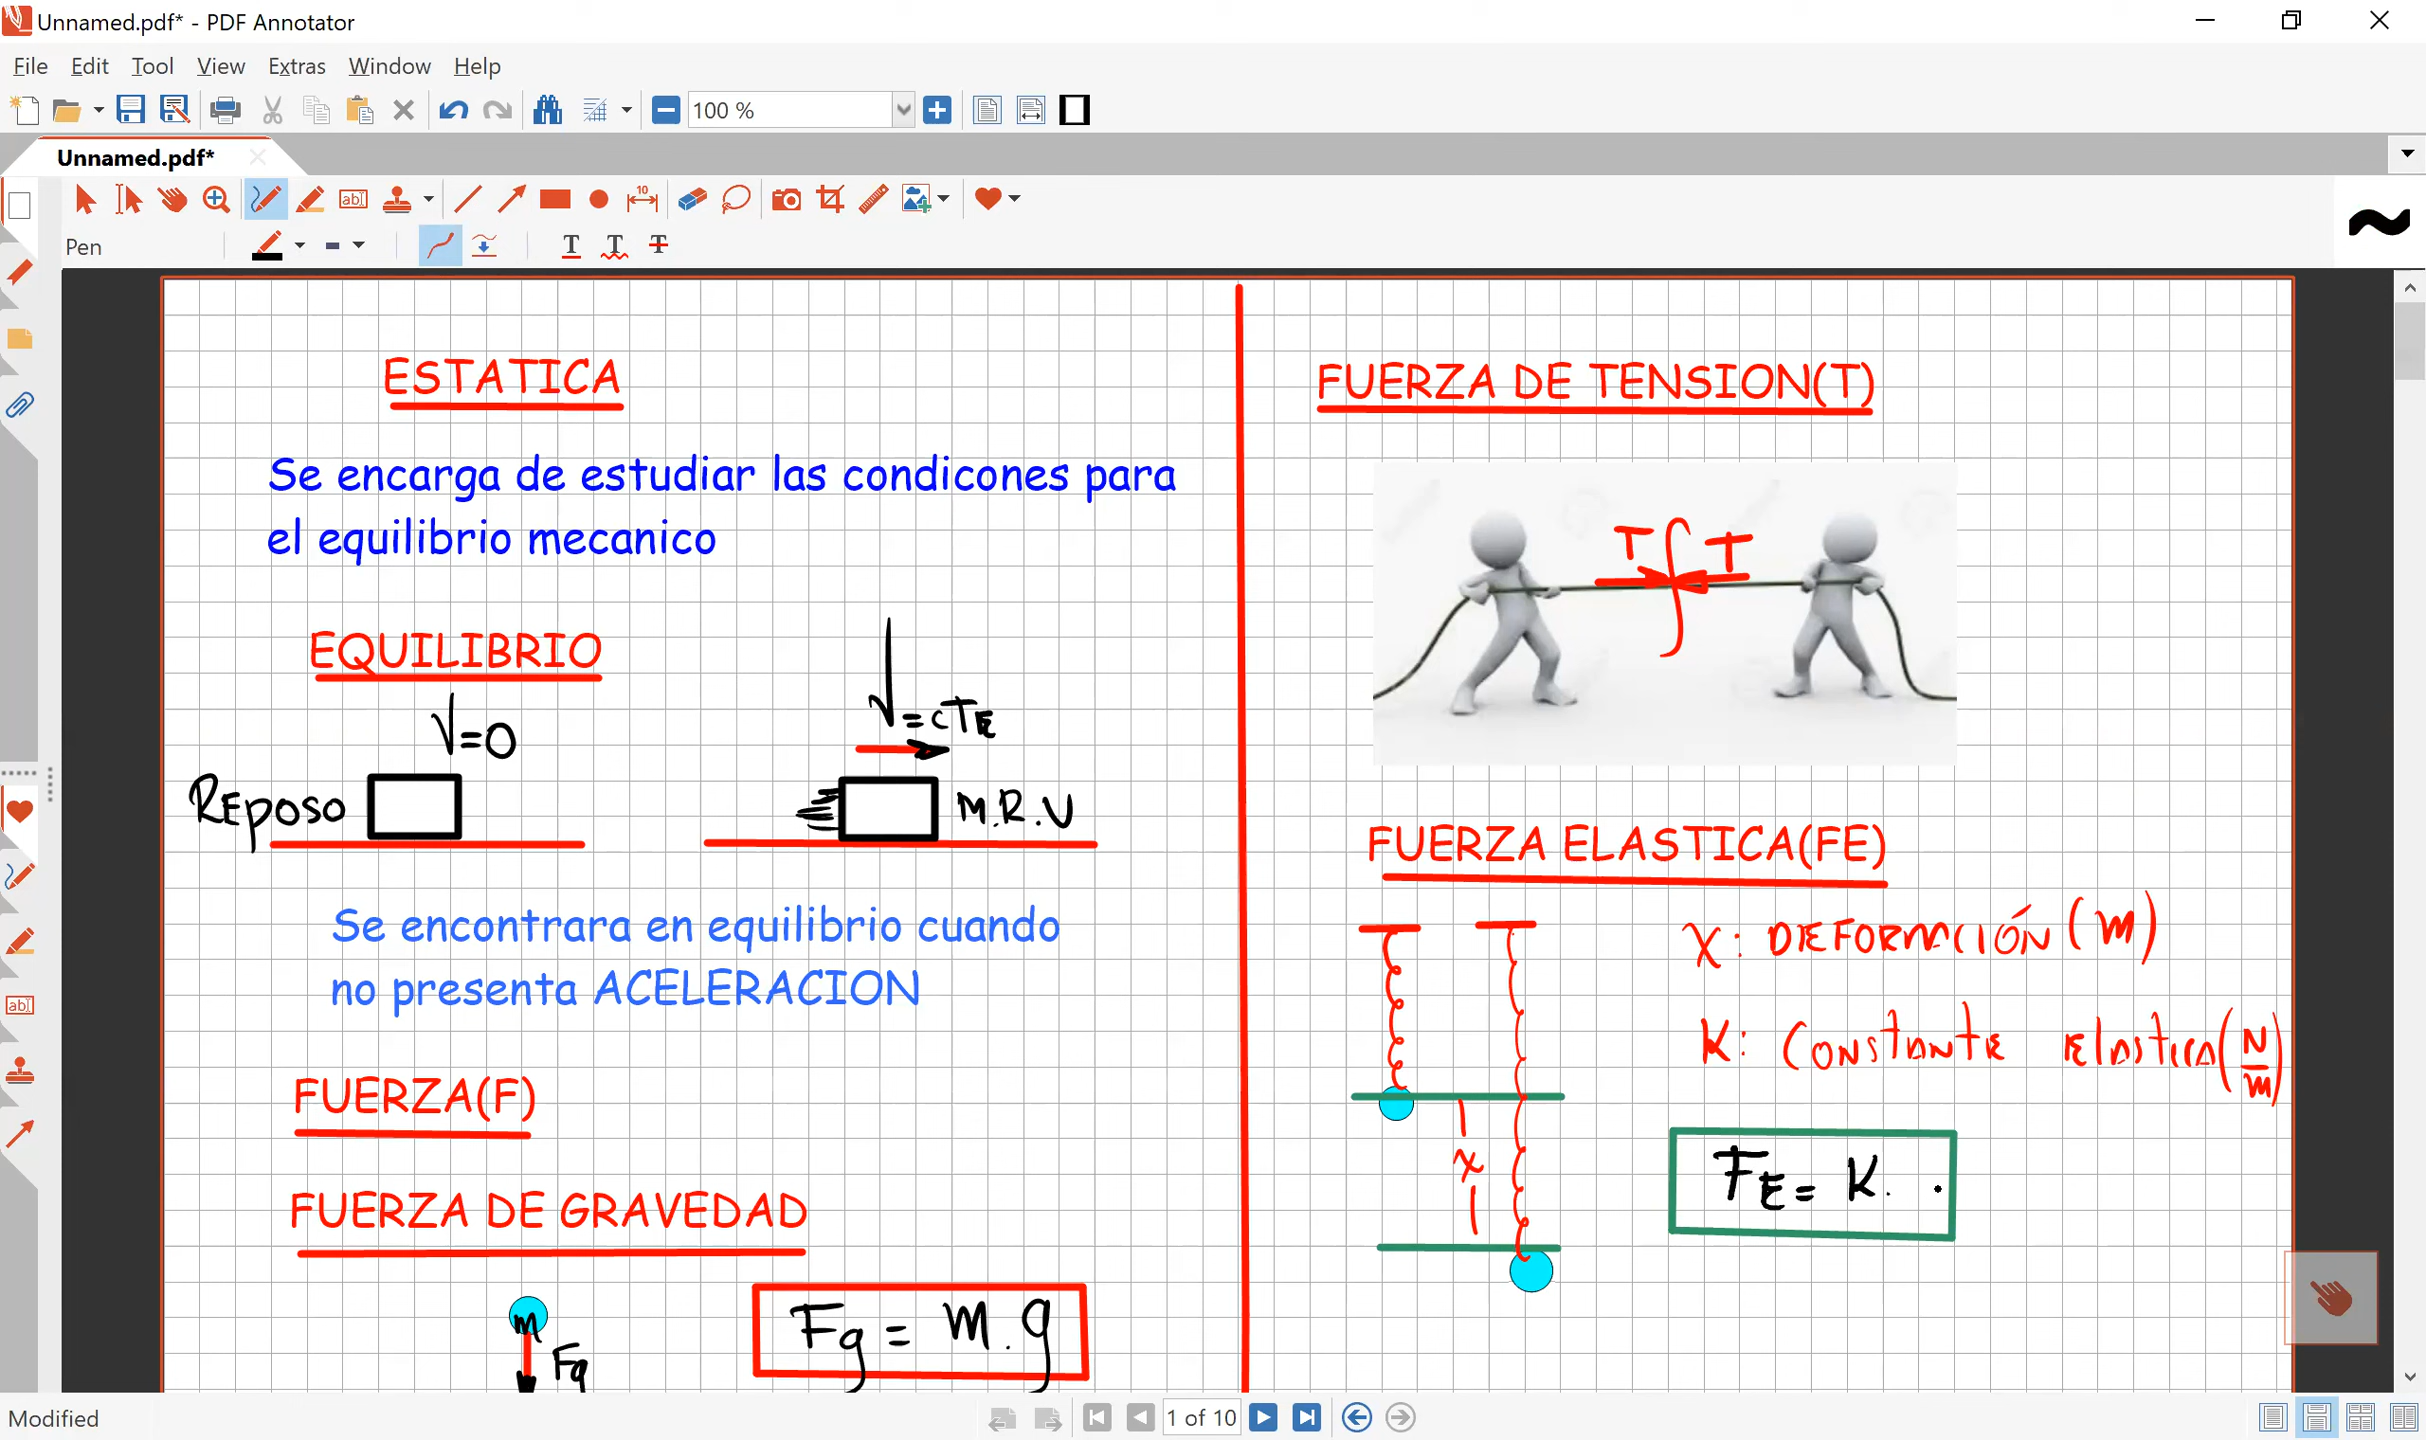 Unnamed.pdf* - PDF Annotator
File Edit Tool View Extras Window Help
100 %
Unnamed.pdf*
Pen
ESTATICA
Se encarga de estudiar las condicones para
el equilibrio mecanico
EQUILIBRIO
V=0
V=CTE
REposo
M.R.U
Se encontrara en equilibrio cuando
no presenta ACELERACION
FUERZA(F)
FUERZA DE GRAVEDAD
m
Fg
Fg = m.g
FUERZA DE TENSION(T)
T T
FUERZA ELASTICA(FE)
x: DEFORMACIÓN (m)
K: CONSTANTE ELASTICA (N/m)
x
FE = K. .
Modified
1 of 10